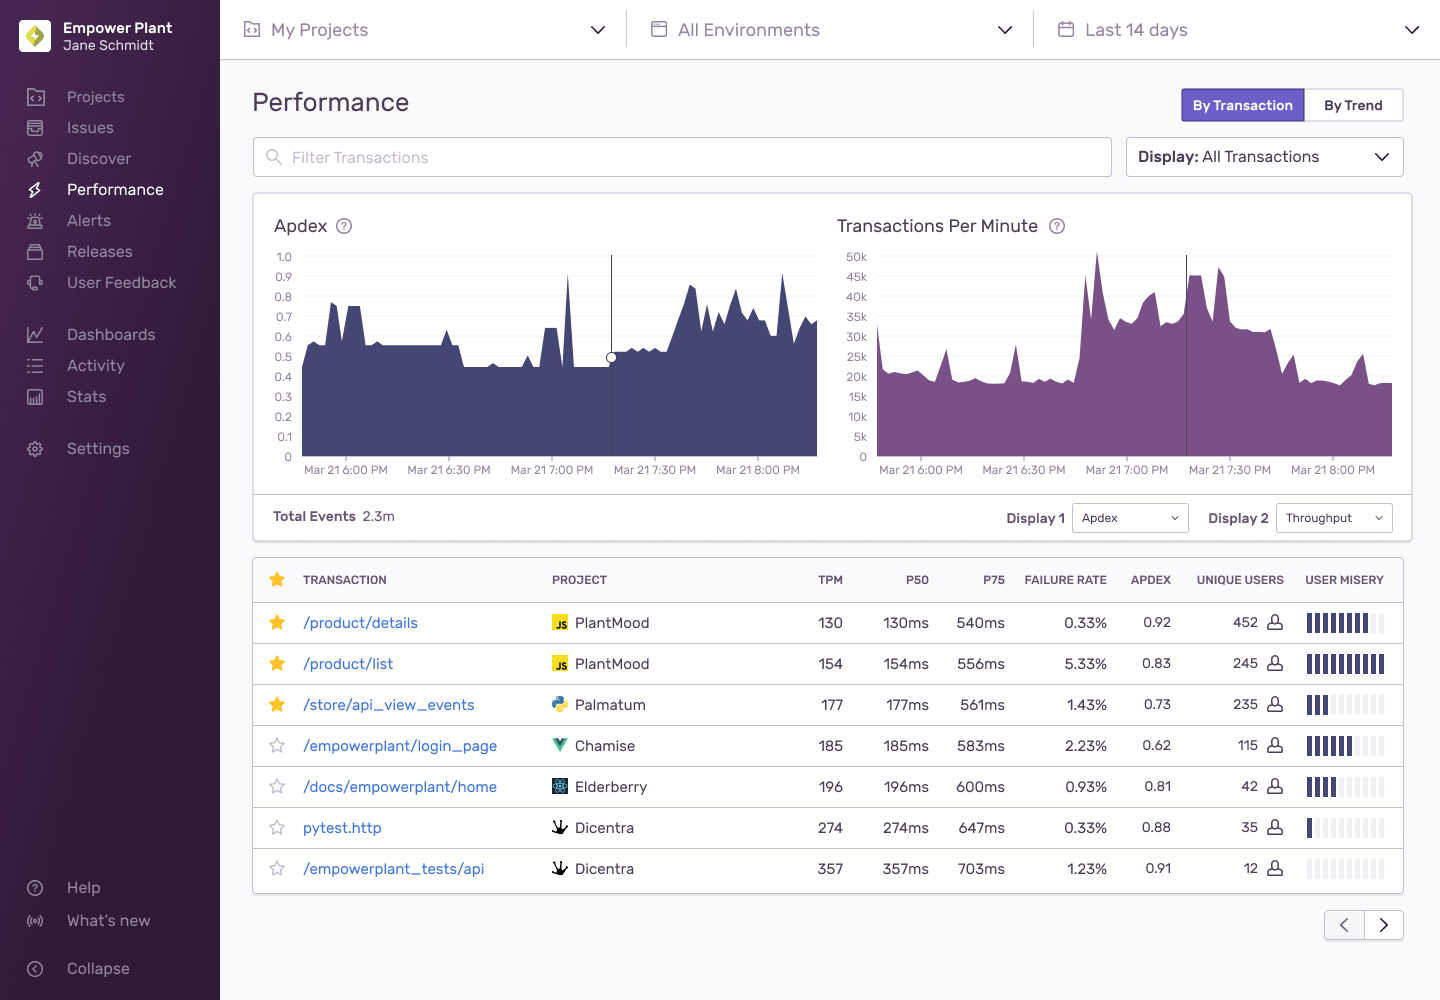 Empower Plant
Jane Schmidt
Projects
Issues
Discover
Performance
Alerts
Releases
User Feedback
Dashboards
Activity
Stats
Settings
Help
What's new
Collapse
My Projects
All Environments
Last 14 days
Performance
By Transaction
By Trend
Filter Transactions
Display: All Transactions
Apdex ?
1.0
0.9
0.8
0.7
0.6
0.5
0.4
0.3
0.2
0.1
0
Mar 21 6:00 PM Mar 21 6:30 PM Mar 21 7:00 PM Mar 21 7:30 PM Mar 21 8:00 PM
Transactions Per Minute ?
50k
45k
40k
35k
30k
25k
20k
15k
10k
5k
0
Mar 21 6:00 PM Mar 21 6:30 PM Mar 21 7:00 PM Mar 21 7:30 PM Mar 21 8:00 PM
Total Events 2.3m
Display 1 Apdex
Display 2 Throughput
TRANSACTION PROJECT TPM P50 P75 FAILURE RATE APDEX UNIQUE USERS USER MISERY
/product/details JS PlantMood 130 130ms 540ms 0.33% 0.92 452
/product/list JS PlantMood 154 154ms 556ms 5.33% 0.83 245
/store/api_view_events Palmatum 177 177ms 561ms 1.43% 0.73 235
/empowerplant/login_page Chamise 185 185ms 583ms 2.23% 0.62 115
/docs/empowerplant/home Elderberry 196 196ms 600ms 0.93% 0.81 42
pytest.http Dicentra 274 274ms 647ms 0.33% 0.88 35
/empowerplant_tests/api Dicentra 357 357ms 703ms 1.23% 0.91 12